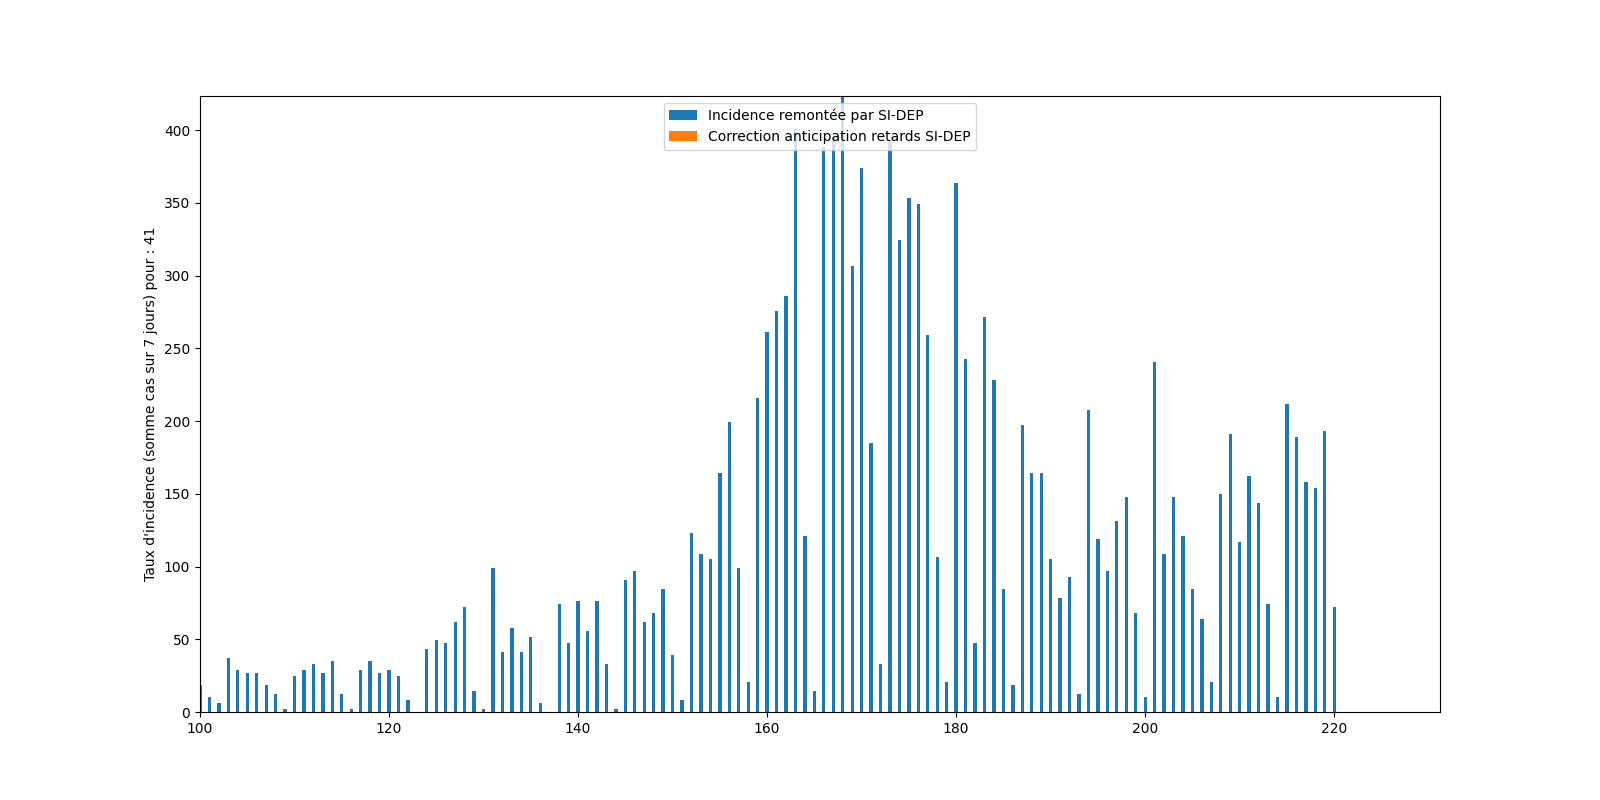 Incidence remontée par SI-DEP
Correction anticipation retards SI-DEP
Taux d'incidence (somme cas sur 7 jours) pour : 41
400
350
300
250
200
150
100
50
0
100 120 140 160 180 200 220